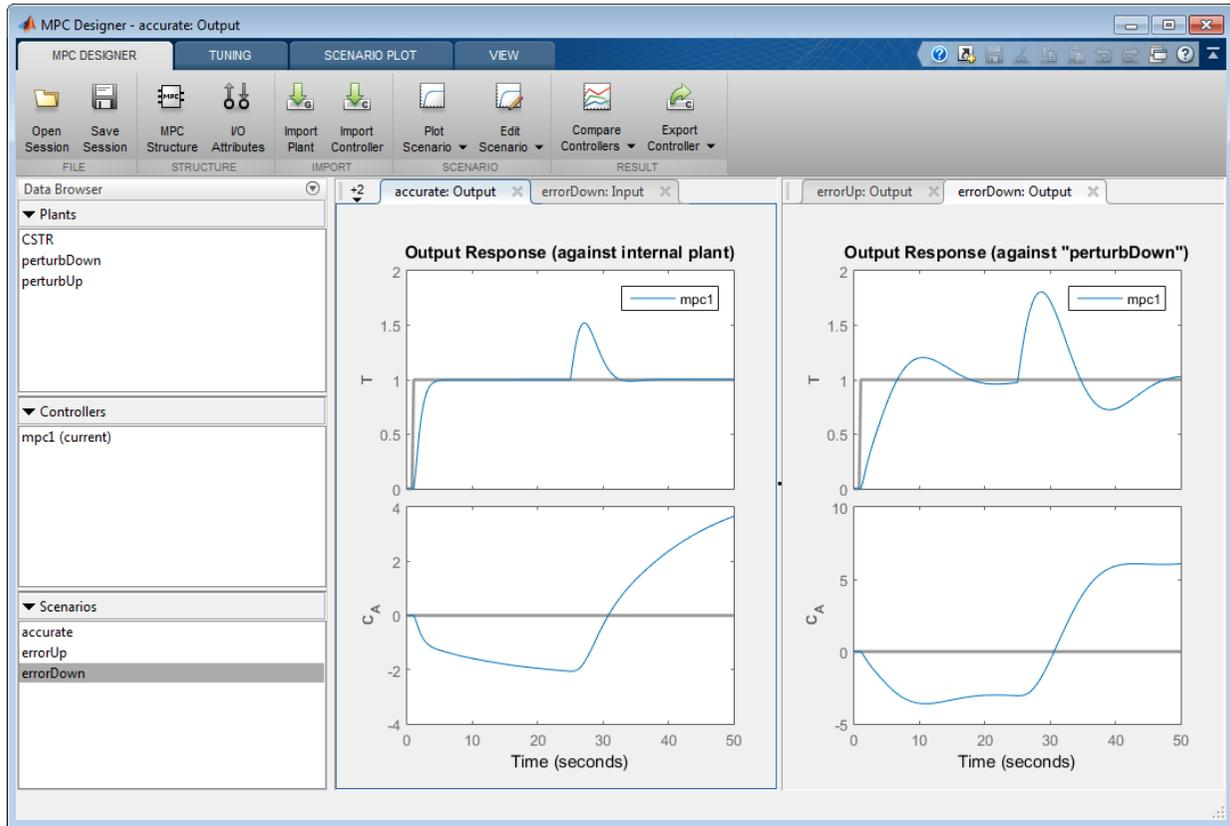 MPC Designer - accurate: Output
MPC DESIGNER TUNING SCENARIO PLOT VIEW
Open Session
Save Session
MPC Structure
I/O Attributes
Import Plant
Import Controller
Plot Scenario
Edit Scenario
Compare Controllers
Export Controller
FILE STRUCTURE IMPORT SCENARIO RESULT
Data Browser
Plants
CSTR
perturbDown
perturbUp
Controllers
mpc1 (current)
Scenarios
accurate
errorUp
errorDown
+2 accurate: Output errorDown: Input
Output Response (against internal plant)
mpc1
2
1.5
1
0.5
0
T
4
2
0
-2
-4
C_A
0 10 20 30 40 50
Time (seconds)
errorUp: Output errorDown: Output
Output Response (against "perturbDown")
mpc1
2
1.5
1
0.5
0
T
10
5
0
-5
C_A
0 10 20 30 40 50
Time (seconds)